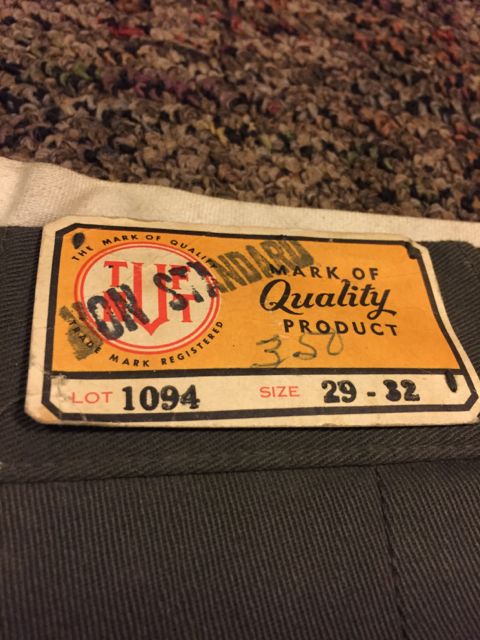 THE MARK OF QUALITY
TUF
NUT
TRADE MARK REGISTERED
NON STANDARD
MARK OF
Quality
PRODUCT
350
LOT 1094 SIZE 29-32